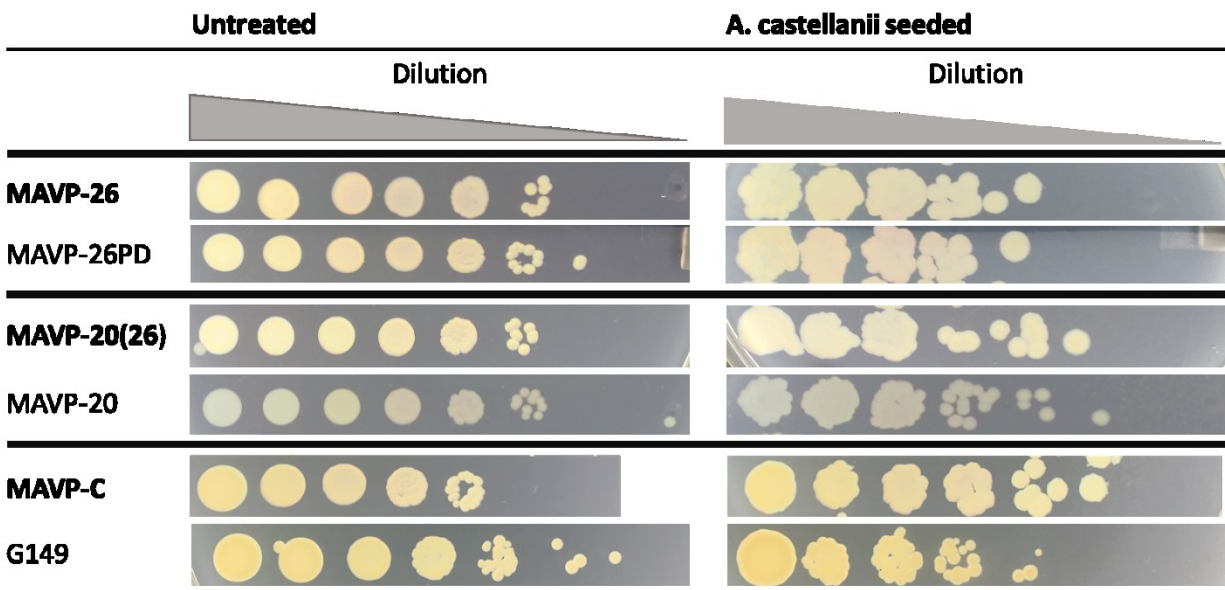 Untreated A. castellanii seeded
Dilution Dilution
MAVP-26
MAVP-26PD
MAVP-20(26)
MAVP-20
MAVP-C
G149